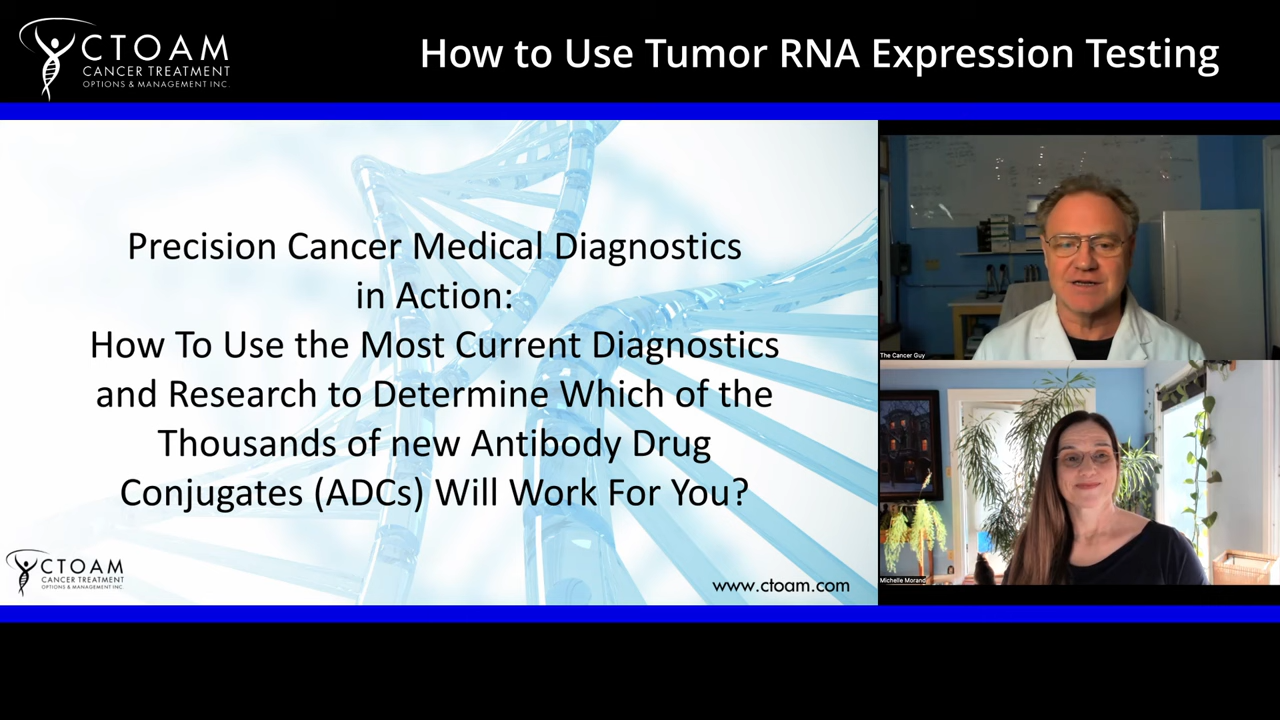 CTOAM
CANCER TREATMENT
OPTIONS & MANAGEMENT INC.
How to Use Tumor RNA Expression Testing
Precision Cancer Medical Diagnostics
in Action:
How To Use the Most Current Diagnostics
and Research to Determine Which of the
Thousands of new Antibody Drug
Conjugates (ADCs) Will Work For You?
CTOAM
CANCER TREATMENT
OPTIONS & MANAGEMENT INC.
www.ctoam.com
The Cancer Guy
Michelle Morand